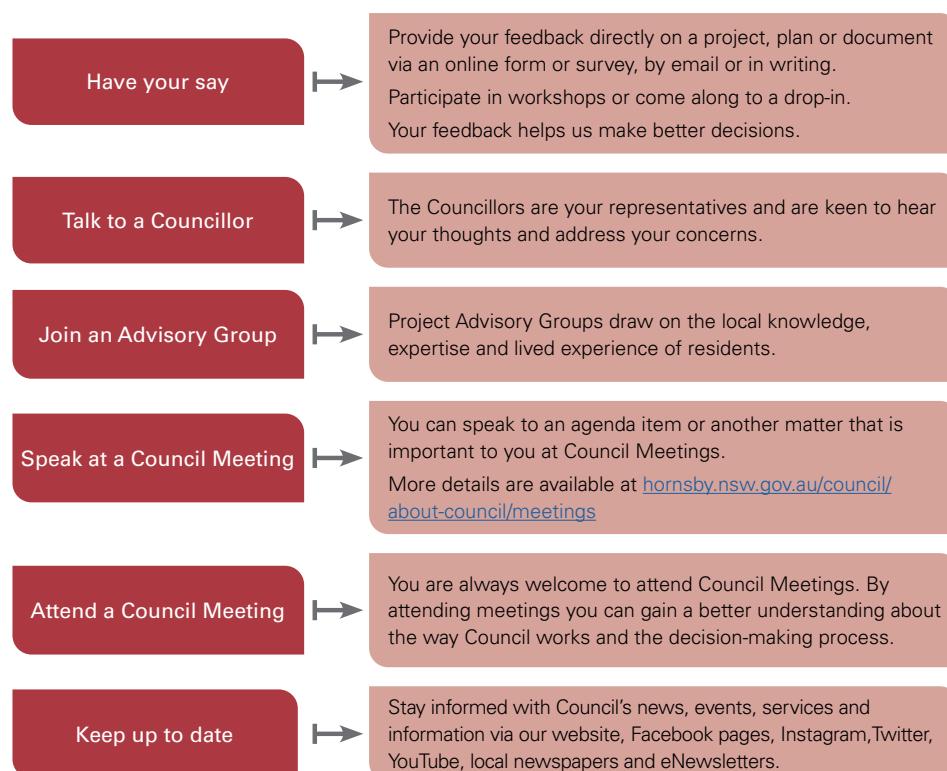 Have your say
Provide your feedback directly on a project, plan or document
via an online form or survey, by email or in writing.
Participate in workshops or come along to a drop-in.
Your feedback helps us make better decisions.
Talk to a Councillor
The Councillors are your representatives and are keen to hear
your thoughts and address your concerns.
Join an Advisory Group
Project Advisory Groups draw on the local knowledge,
expertise and lived experience of residents.
Speak at a Council Meeting
You can speak to an agenda item or another matter that is
important to you at Council Meetings.
More details are available at hornsby.nsw.gov.au/council/
about-council/meetings
Attend a Council Meeting
You are always welcome to attend Council Meetings. By
attending meetings you can gain a better understanding about
the way Council works and the decision-making process.
Keep up to date
Stay informed with Council's news, events, services and
information via our website, Facebook pages, Instagram,Twitter,
YouTube, local newspapers and eNewsletters.